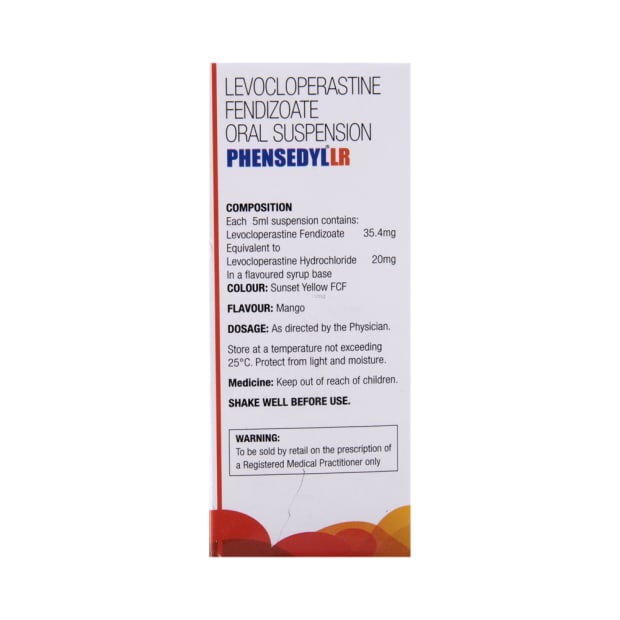 LEVOCLOPERASTINE
FENDIZOATE
ORAL SUSPENSION
PHENSEDYL® LR
COMPOSITION
Each 5ml suspension contains:
Levocloperastine Fendizoate 35.4mg
Equivalent to
Levocloperastine Hydrochloride 20mg
In a flavoured syrup base
COLOUR: Sunset Yellow FCF
FLAVOUR: Mango
DOSAGE: As directed by the Physician.
Store at a temperature not exceeding
25°C. Protect from light and moisture.
Medicine: Keep out of reach of children.
SHAKE WELL BEFORE USE.
WARNING:
To be sold by retail on the prescription of
a Registered Medical Practitioner only